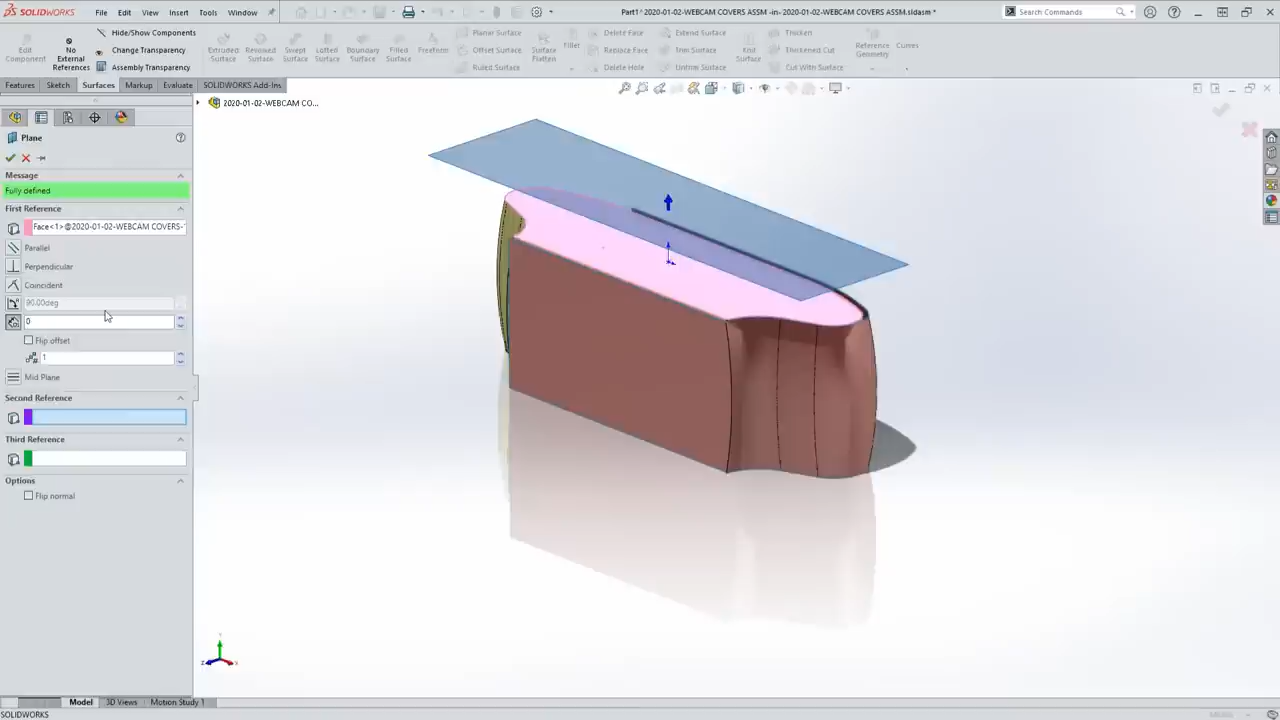 SOLIDWORKS File Edit View Insert Tools Window Part1^2020-01-02-WEBCAM COVERS ASSM -in- 2020-01-02-WEBCAM COVERS ASSM.sldasm * Search Commands
Edit Component
No External References
Hide/Show Components
Change Transparency
Assembly Transparency
Extruded Surface
Revolved Surface
Swept Surface
Lofted Surface
Boundary Surface
Filled Surface
Freeform
Planar Surface
Offset Surface
Ruled Surface
Surface Flatten
Fillet
Delete Face
Replace Face
Delete Hole
Extend Surface
Trim Surface
Untrim Surface
Knit Surface
Thicken
Thickened Cut
Cut With Surface
Reference Geometry
Curves
Features Sketch Surfaces Markup Evaluate SOLIDWORKS Add-Ins
2020-01-02-WEBCAM CO...
Plane
Message
Fully defined
First Reference
Face<1>@2020-01-02-WEBCAM COVERS-
Parallel
Perpendicular
Coincident
90.00deg
0
Flip offset
1
Mid Plane
Second Reference
Third Reference
Options
Flip normal
Model 3D Views Motion Study 1
SOLIDWORKS